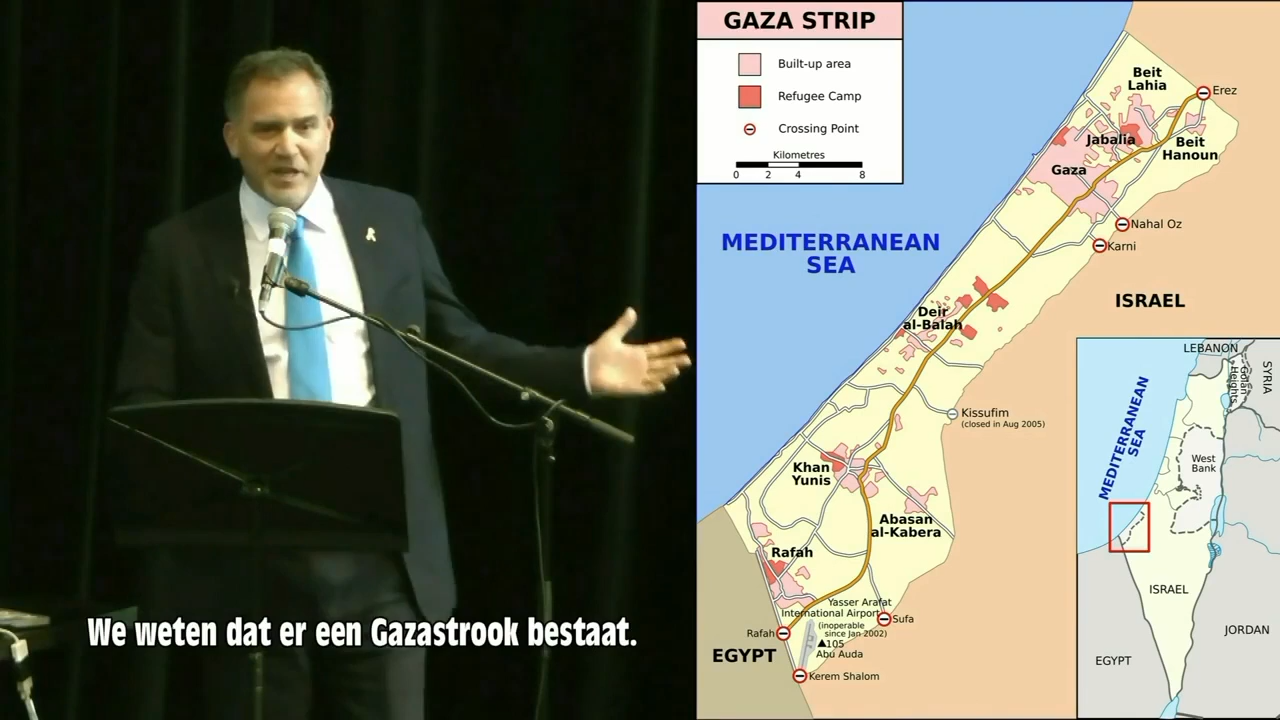 We weten dat er een Gazastrook bestaat.
GAZA STRIP
Built-up area
Refugee Camp
Crossing Point
Kilometres
0 2 4 8
MEDITERRANEAN
SEA
Beit
Lahia
Erez
Jabalia
Beit
Hanoun
Gaza
Nahal Oz
Karni
ISRAEL
Deir
al-Balah
Kissufim
(closed in Aug 2005)
Khan
Yunis
Abasan
al-Kabera
Rafah
Yasser Arafat
International Airport
(inoperable
since Jan 2002)
Sufa
Rafah
105
Abu Auda
EGYPT
Kerem Shalom
LEBANON
SYRIA
Golan
Heights
MEDITERRANEAN
SEA
West
Bank
ISRAEL
JORDAN
EGYPT